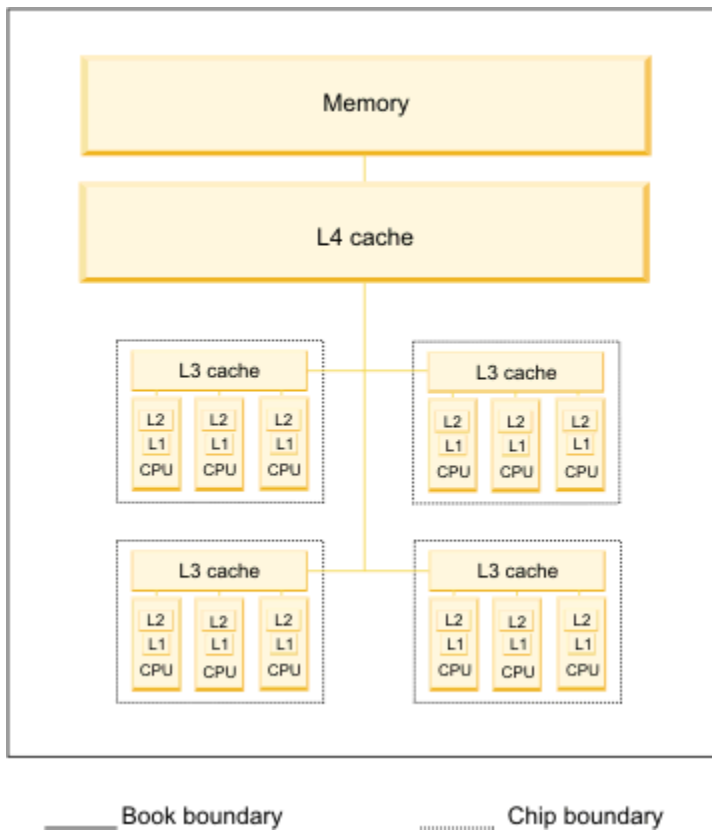 Memory
L4 cache
L3 cache L3 cache
L2 L2 L2 L2 L2 L2
L1 L1 L1 L1 L1 L1
CPU CPU CPU CPU CPU CPU
L3 cache L3 cache
L2 L2 L2 L2 L2 L2
L1 L1 L1 L1 L1 L1
CPU CPU CPU CPU CPU CPU
Book boundary Chip boundary